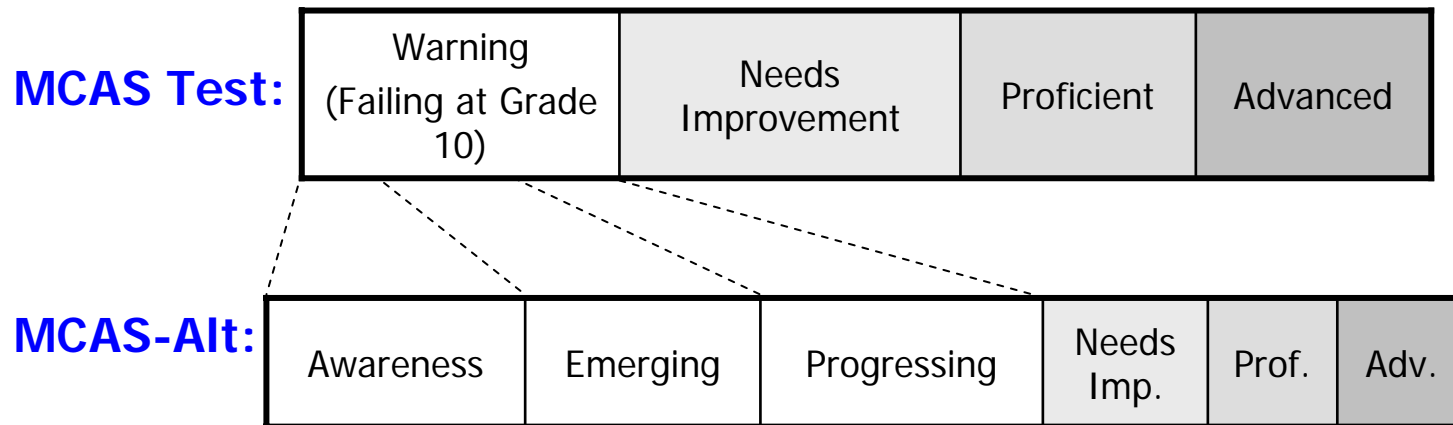 MCAS Test:
Warning
(Failing at Grade
10)
Needs
Improvement
Proficient
Advanced
MCAS-Alt:
Awareness
Emerging
Progressing
Needs
Imp.
Prof.
Adv.